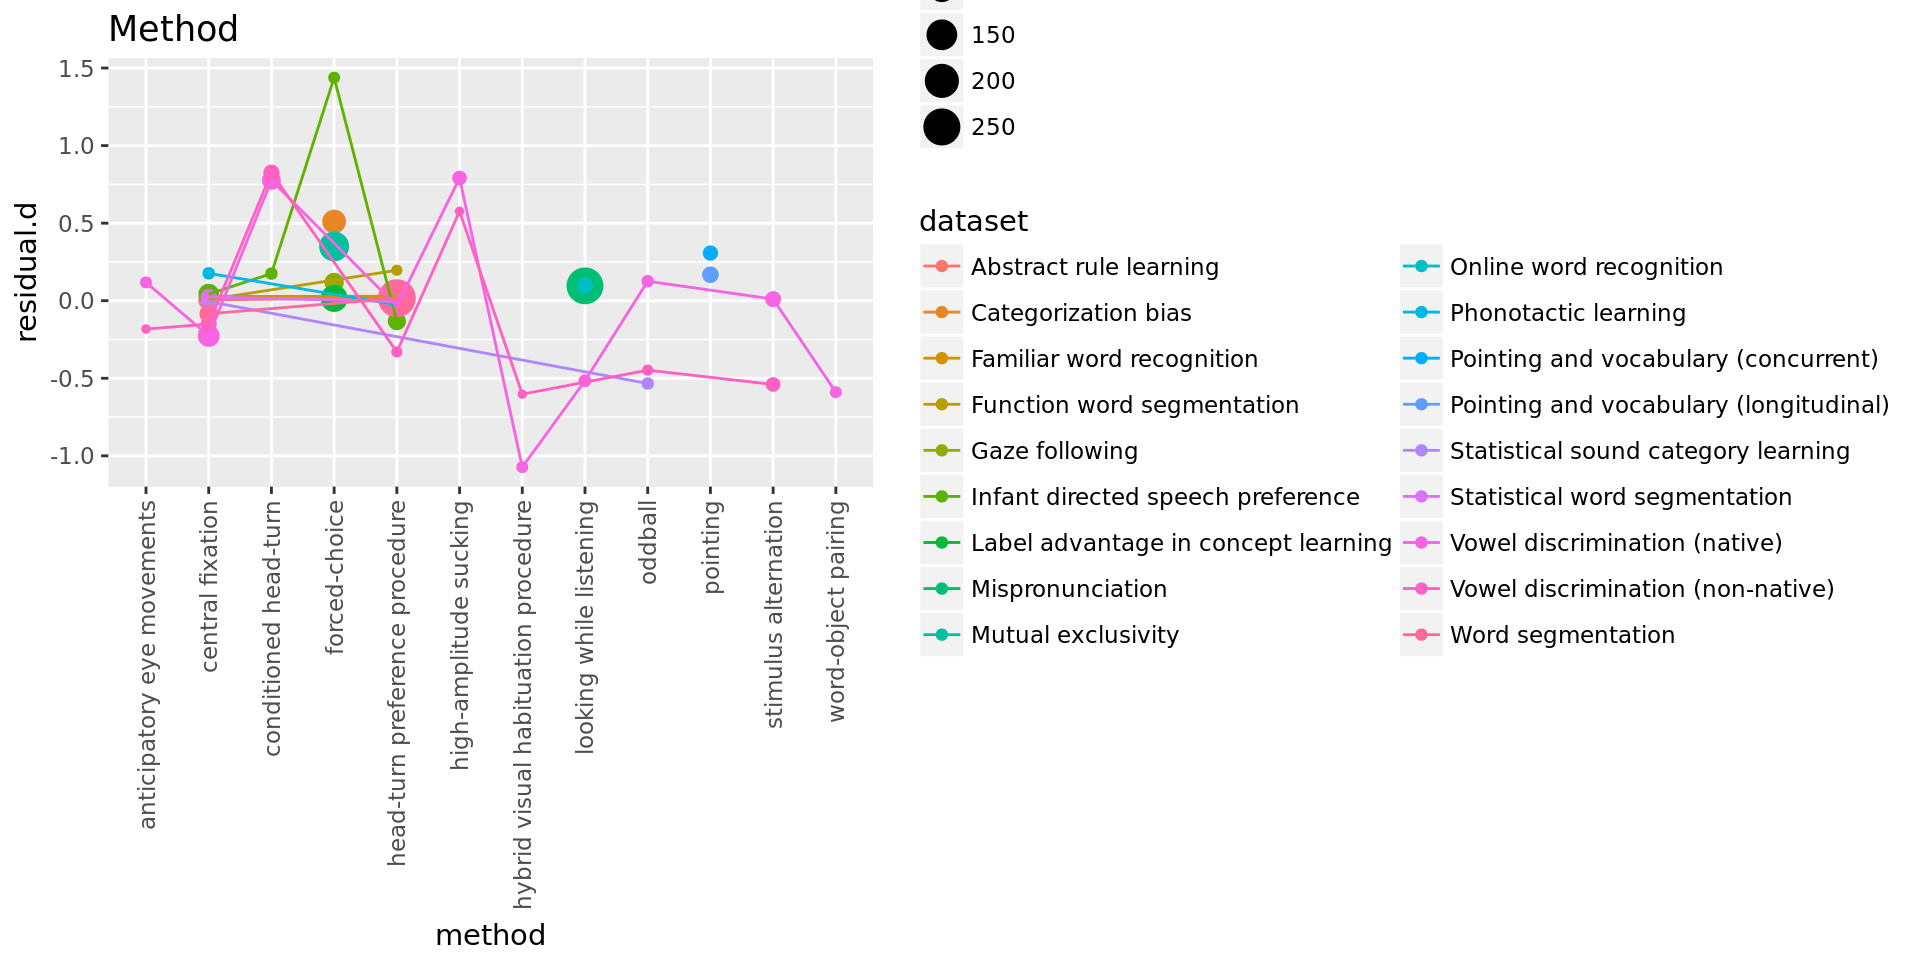 Method
1.5
1.0
0.5
0.0
-0.5
-1.0
residual.d
anticipatory eye movements
central fixation
conditioned head-turn
forced-choice
head-turn preference procedure
high-amplitude sucking
hybrid visual habituation procedure
looking while listening
oddball
pointing
stimulus alternation
word-object pairing
method
150
200
250
dataset
Abstract rule learning
Categorization bias
Familiar word recognition
Function word segmentation
Gaze following
Infant directed speech preference
Label advantage in concept learning
Mispronunciation
Mutual exclusivity
Online word recognition
Phonotactic learning
Pointing and vocabulary (concurrent)
Pointing and vocabulary (longitudinal)
Statistical sound category learning
Statistical word segmentation
Vowel discrimination (native)
Vowel discrimination (non-native)
Word segmentation